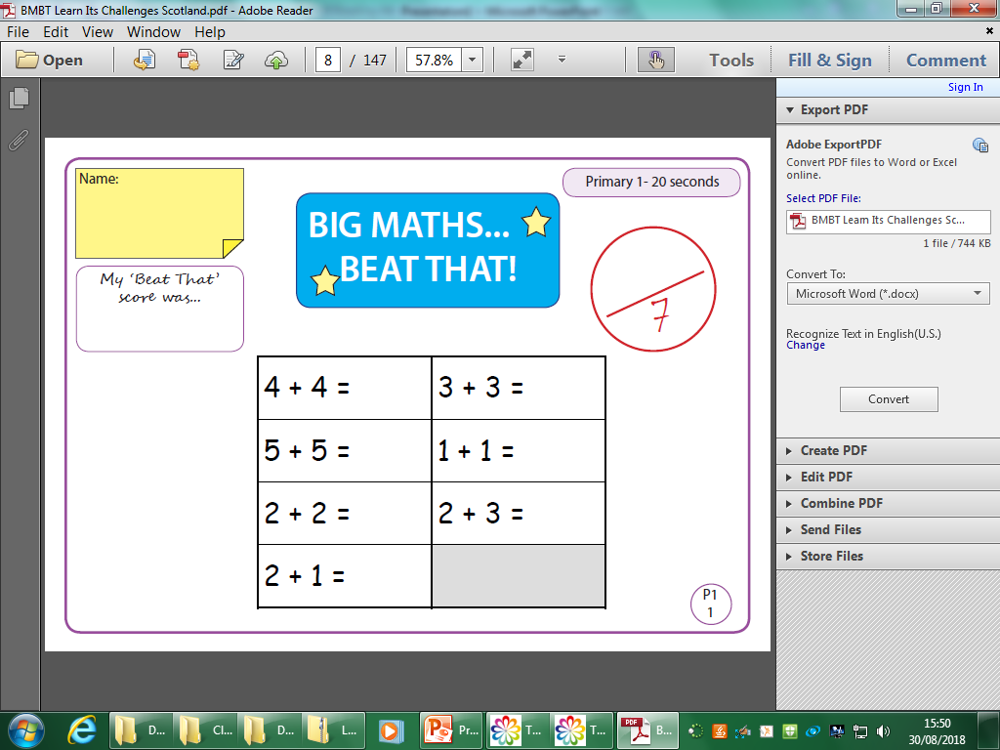 BMBT Learn Its Challenges Scotland.pdf - Adobe Reader
File Edit View Window Help
Open 8 / 147 57.8% Tools Fill & Sign Comment
Sign In
Export PDF
Adobe ExportPDF
Convert PDF files to Word or Excel
online.
Select PDF File:
BMBT Learn Its Challenges Sc...
1 file / 744 KB
Convert To:
Microsoft Word (*.docx)
Recognize Text in English(U.S.)
Change
Convert
Create PDF
Edit PDF
Combine PDF
Send Files
Store Files
Name:
Primary 1- 20 seconds
BIG MATHS...
BEAT THAT!
My ‘Beat That’
score was...
7
4 + 4 = 3 + 3 =
5 + 5 = 1 + 1 =
2 + 2 = 2 + 3 =
2 + 1 =
P1
1
D... Cl... D... L... Pr... T... T... B...
15:50
30/08/2018